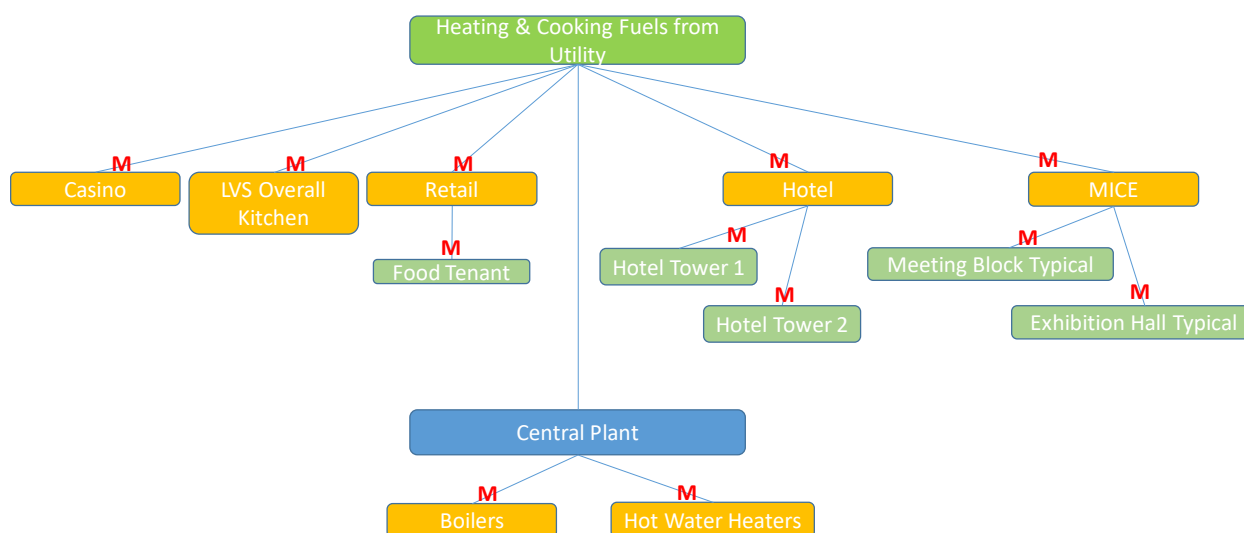 Heating & Cooking Fuels from
Utility
M
M
M
M
M
Casino
LVS Overall
Kitchen
Retail
Hotel
MICE
M
M
M
Food Tenant
Hotel Tower 1
Meeting Block Typical
M
M
Hotel Tower 2
Exhibition Hall Typical
Central Plant
M
M
Boilers
Hot Water Heaters